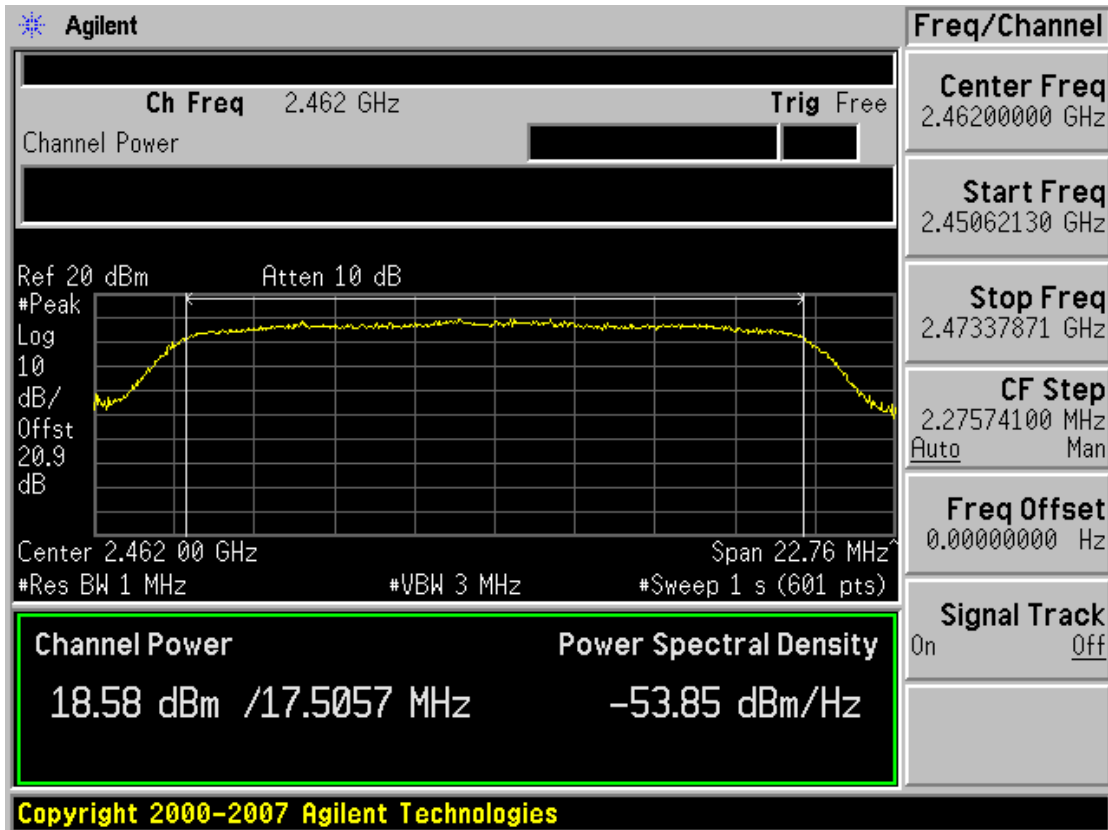 Agilent
Freq/Channel
Ch Freq 2.462 GHz Trig Free
Channel Power
Center Freq
2.46200000 GHz
Start Freq
2.45062130 GHz
Stop Freq
2.47337871 GHz
CF Step
2.27574100 MHz
Auto Man
Freq Offset
0.00000000 Hz
Signal Track
On Off
Ref 20 dBm Atten 10 dB
#Peak
Log
10
dB/
Offst
20.9
dB
Center 2.462 00 GHz Span 22.76 MHz^
#Res BW 1 MHz #VBW 3 MHz #Sweep 1 s (601 pts)
Channel Power Power Spectral Density
18.58 dBm /17.5057 MHz -53.85 dBm/Hz
Copyright 2000-2007 Agilent Technologies